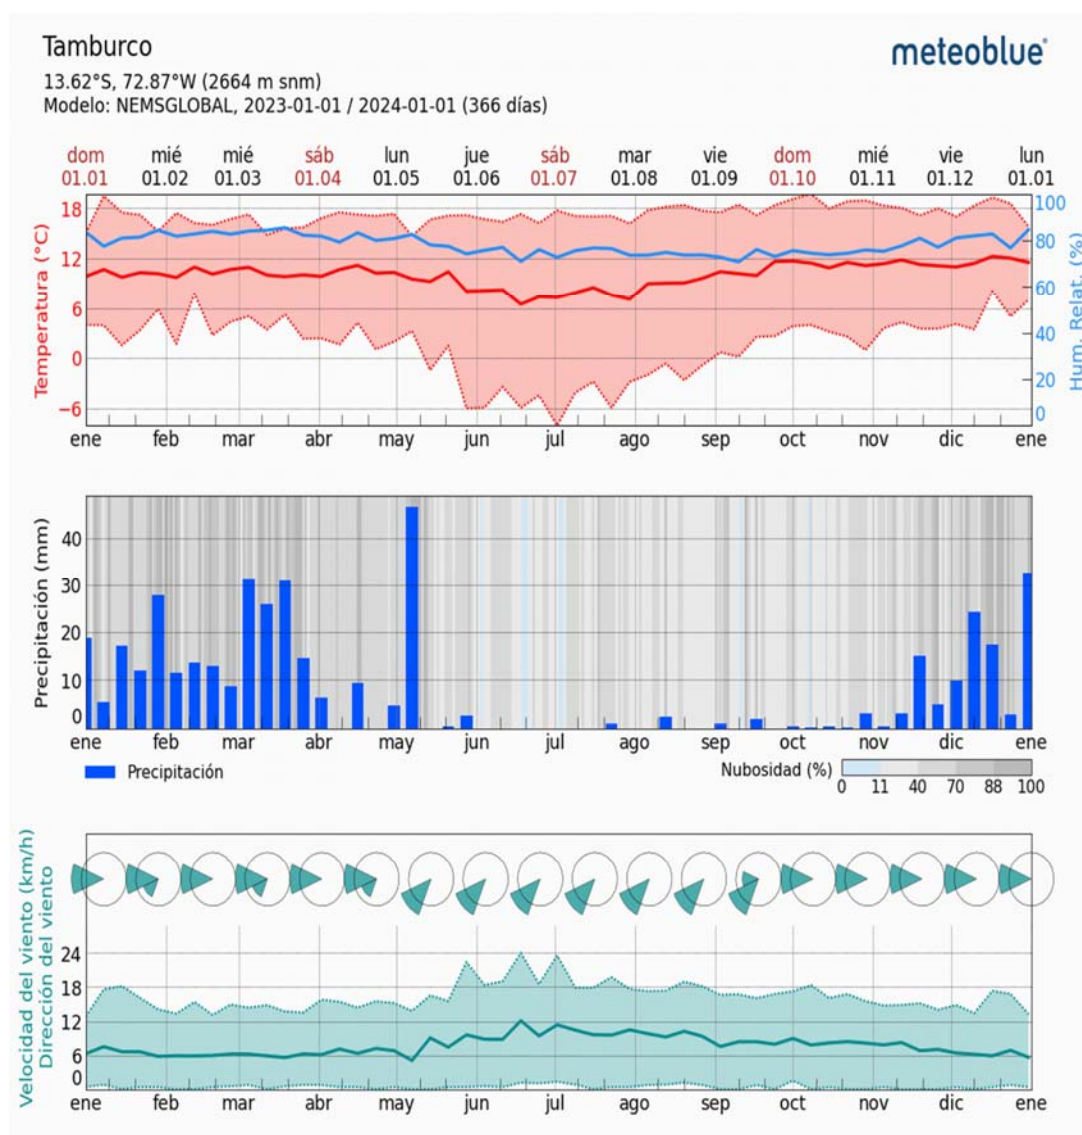 Tamburco
meteoblue
13.62°S, 72.87°W (2664 m snm)
Modelo: NEMSGLOBAL, 2023-01-01 / 2024-01-01 (366 días)
dom mié mié sáb lun jue sáb mar vie dom mié vie lun
01.01 01.02 01.03 01.04 01.05 01.06 01.07 01.08 01.09 01.10 01.11 01.12 01.01
Temperatura (°C)
18
12
6
0
−6
100
80
60
40
20
0
Hum. Relat. (%)
ene feb mar abr may jun jul ago sep oct nov dic ene
Precipitación (mm)
40
30
20
10
0
ene feb mar abr may jun jul ago sep oct nov dic ene
Precipitación
Nubosidad (%)
0 11 40 70 88 100
Velocidad del viento (km/h)
Dirección del viento
24
18
12
6
0
ene feb mar abr may jun jul ago sep oct nov dic ene